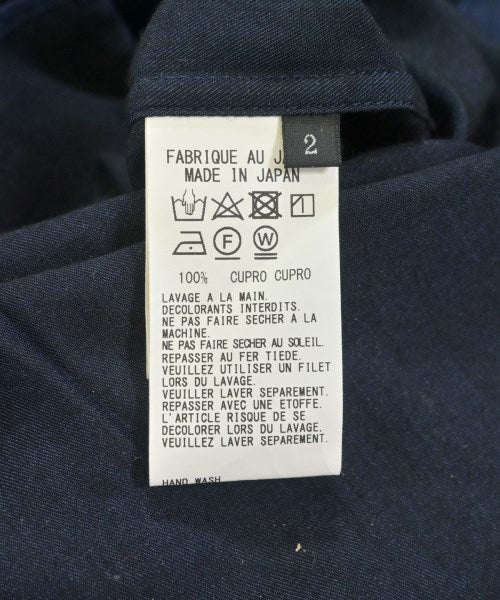 2
FABRIQUE AU
MADE IN JAPAN
F W
100% CUPRO CUPRO
LAVAGE A LA MAIN.
DECOLORANTS INTERDITS.
NE PAS FAIRE SECHER A LA
MACHINE.
NE PAS FAIRE SECHER AU SOLEIL.
REPASSER AU FER TIEDE.
VEUILLEZ UTILISER UN FILET
LORS DU LAVAGE.
VEUILLER LAVER SEPAREMENT.
REPASSER AVEC UNE ETOFFE.
L'ARTICLE RISQUE DE SE
DECOLORER LORS DU LAVAGE.
VEUILLEZ LAVER SEPAREMENT.
HAND WASH